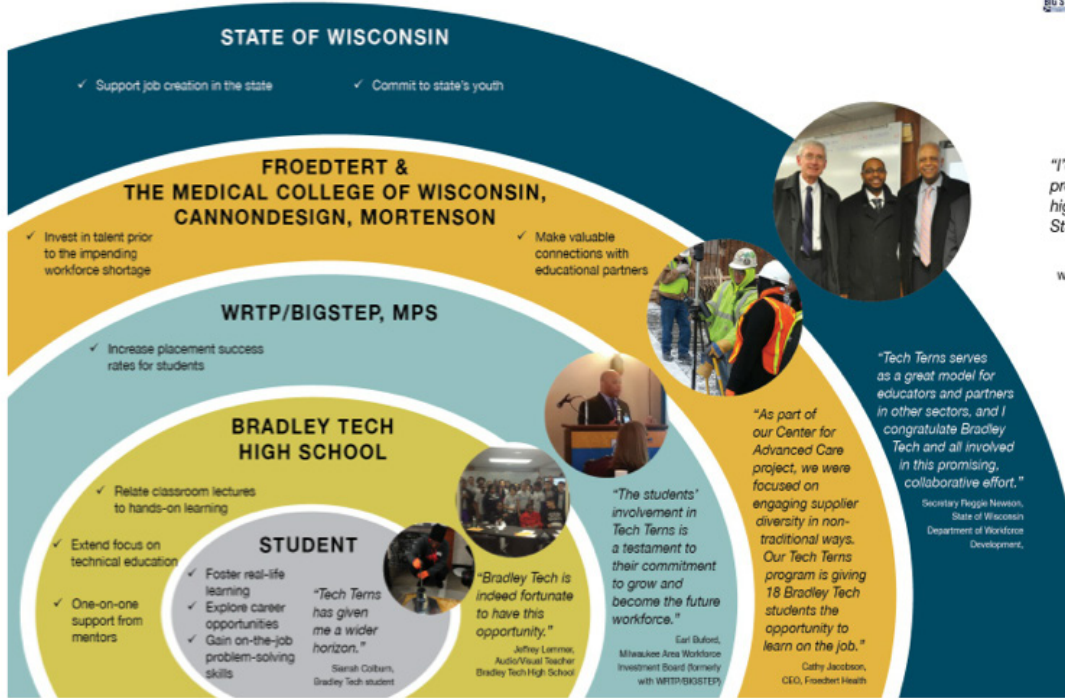 BIG S
STATE OF WISCONSIN
✓ Support job creation in the state
✓ Commit to state's youth
FROEDTERT &
THE MEDICAL COLLEGE OF WISCONSIN,
CANNONDESIGN, MORTENSON
✓ Invest in talent prior
to the impending
workforce shortage
✓ Make valuable
connections with
educational partners
WRTP/BIGSTEP, MPS
✓ Increase placement success
rates for students
BRADLEY TECH
HIGH SCHOOL
✓ Relate classroom lectures
to hands-on learning
✓ Extend focus on
technical education
✓ One-on-one
support from
mentors
STUDENT
✓ Foster real-life
learning
✓ Explore career
opportunities
✓ Gain on-the-job
problem-solving
skills
"Tech Terns
has given
me a wider
horizon."
Sierrah Colburn,
Bradley Tech student
"Bradley Tech is
indeed fortunate
to have this
opportunity."
Jeffrey Lemmer,
Audio/Visual Teacher
Bradley Tech High School
"The students'
involvement in
Tech Terns is
a testament to
their commitment
to grow and
become the future
workforce."
Earl Buford,
Milwaukee Area Workforce
Investment Board (formerly
with WRTP/BIGSTEP)
"As part of
our Center for
Advanced Care
project, we were
focused on
engaging supplier
diversity in non-
traditional ways.
Our Tech Terns
program is giving
18 Bradley Tech
students the
opportunity to
learn on the job."
Cathy Jacobson,
CEO, Froedtert Health
"Tech Terns serves
as a great model for
educators and partners
in other sectors, and I
congratulate Bradley
Tech and all involved
in this promising,
collaborative effort."
Secretary Reggie Newson,
State of Wisconsin
Department of Workforce
Development,
"I'
pr
hig
St
W